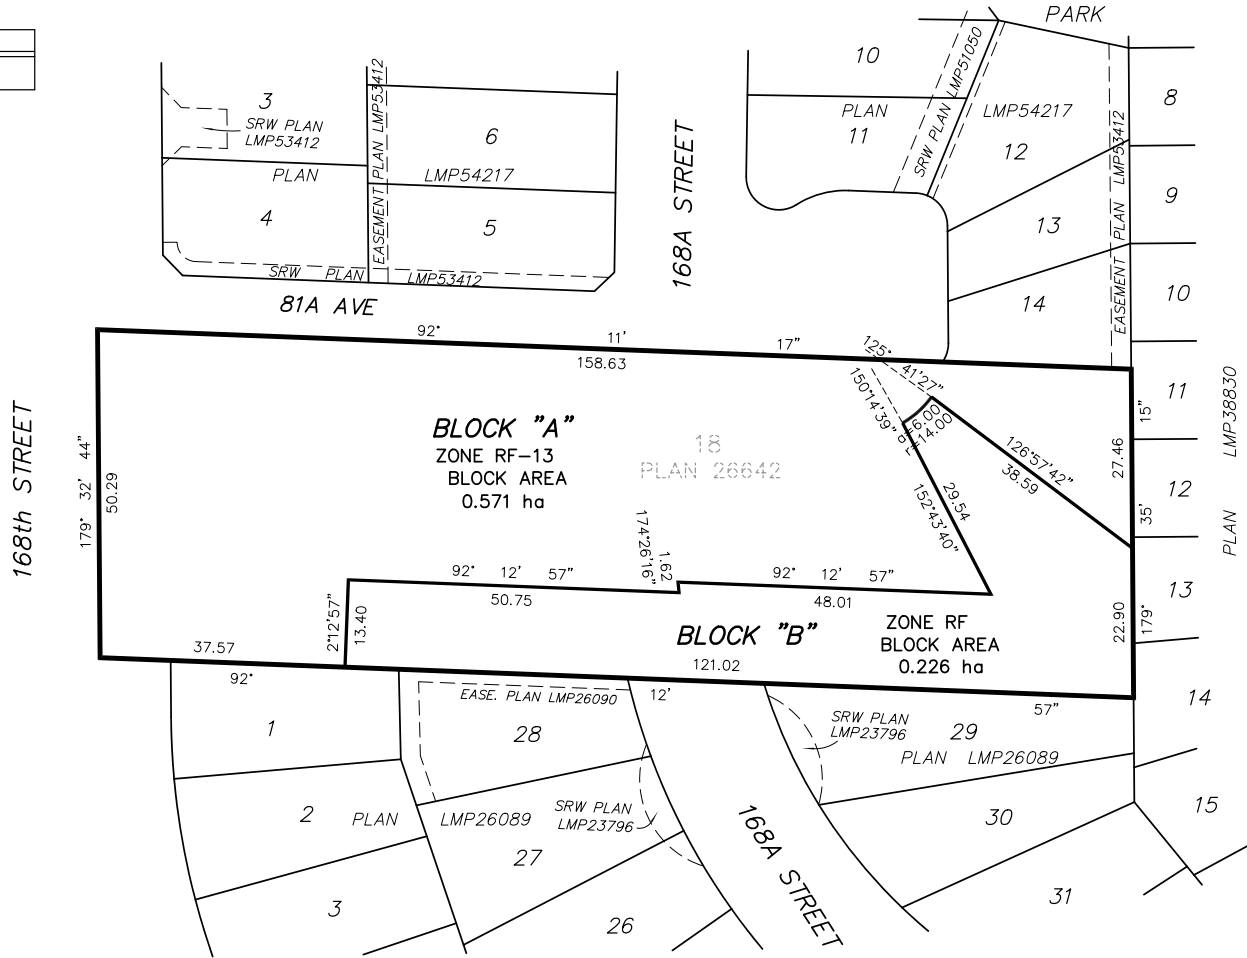 PARK
10
PLAN
11
SRW PLAN LMP51050
LMP54217
12
13
14
EASEMENT PLAN LMP53412
8
9
10
11
12
13
14
15
PLAN LMP38830
3
SRW PLAN
LMP53412
6
PLAN LMP54217
4
5
EASEMENT PLAN LMP53412
SRW PLAN LMP53412
168A STREET
81A AVE
168th STREET
92° 11' 17"
158.63
179° 32' 44"
50.29
BLOCK "A"
ZONE RF-13
BLOCK AREA
0.571 ha
18
PLAN 26642
125° 41'27"
150°14'39"
6.00
14.00
126°57'42"
38.59
29.54
152°43'40"
27.46
22.90
179° 35' 15"
174°26'16"
1.62
92° 12' 57"
50.75
92° 12' 57"
48.01
2°12'57"
13.40
BLOCK "B"
ZONE RF
BLOCK AREA
0.226 ha
37.57
121.02
92° 12' 57"
1
2
3
PLAN LMP26089
EASE. PLAN LMP26090
28
SRW PLAN
LMP23796
27
26
168A STREET
SRW PLAN
LMP23796
29
PLAN LMP26089
30
31